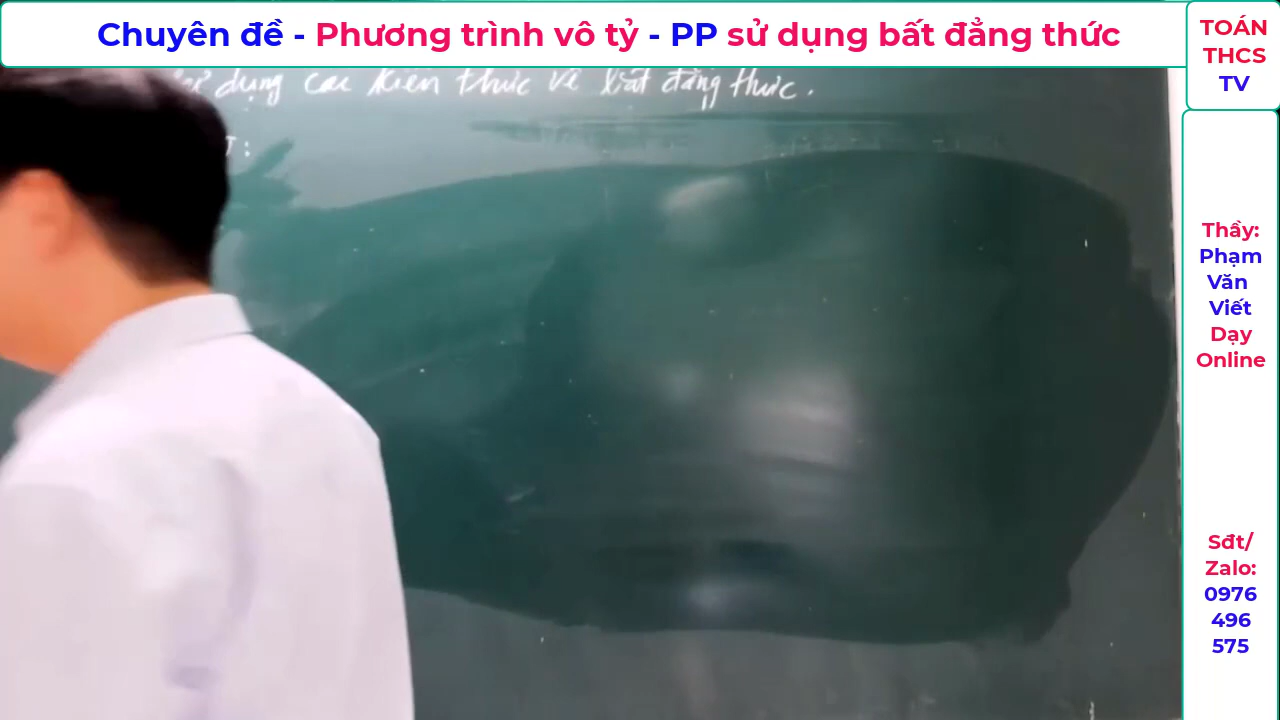 Chuyên đề - Phương trình vô tỷ - PP sử dụng bất đẳng thức
TOÁN
THCS
TV
dụng các kiến thức về bất đẳng thức.
:
Thầy:
Phạm
Văn
Viết
Dạy
Online
Sđt/
Zalo:
0976
496
575